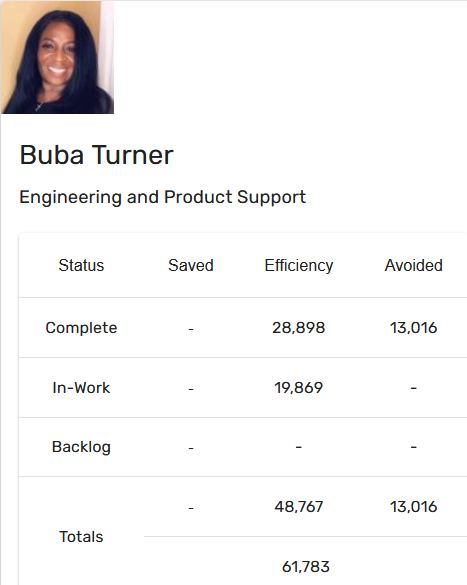 Buba Turner
Engineering and Product Support
Status Saved Efficiency Avoided
Complete - 28,898 13,016
In-Work - 19,869 -
Backlog - - -
Totals - 48,767 13,016
61,783